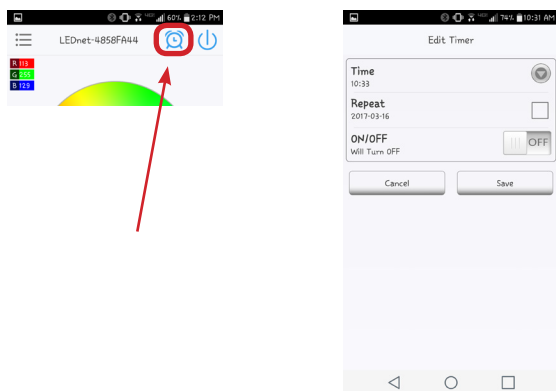 60% 2:12 PM
LEDnet-4858FA44
R 113
G 255
B 129
74% 10:31 AM
Edit Timer
Time
10:33
Repeat
2017-03-16
ON/OFF
Will Turn OFF
OFF
Cancel
Save